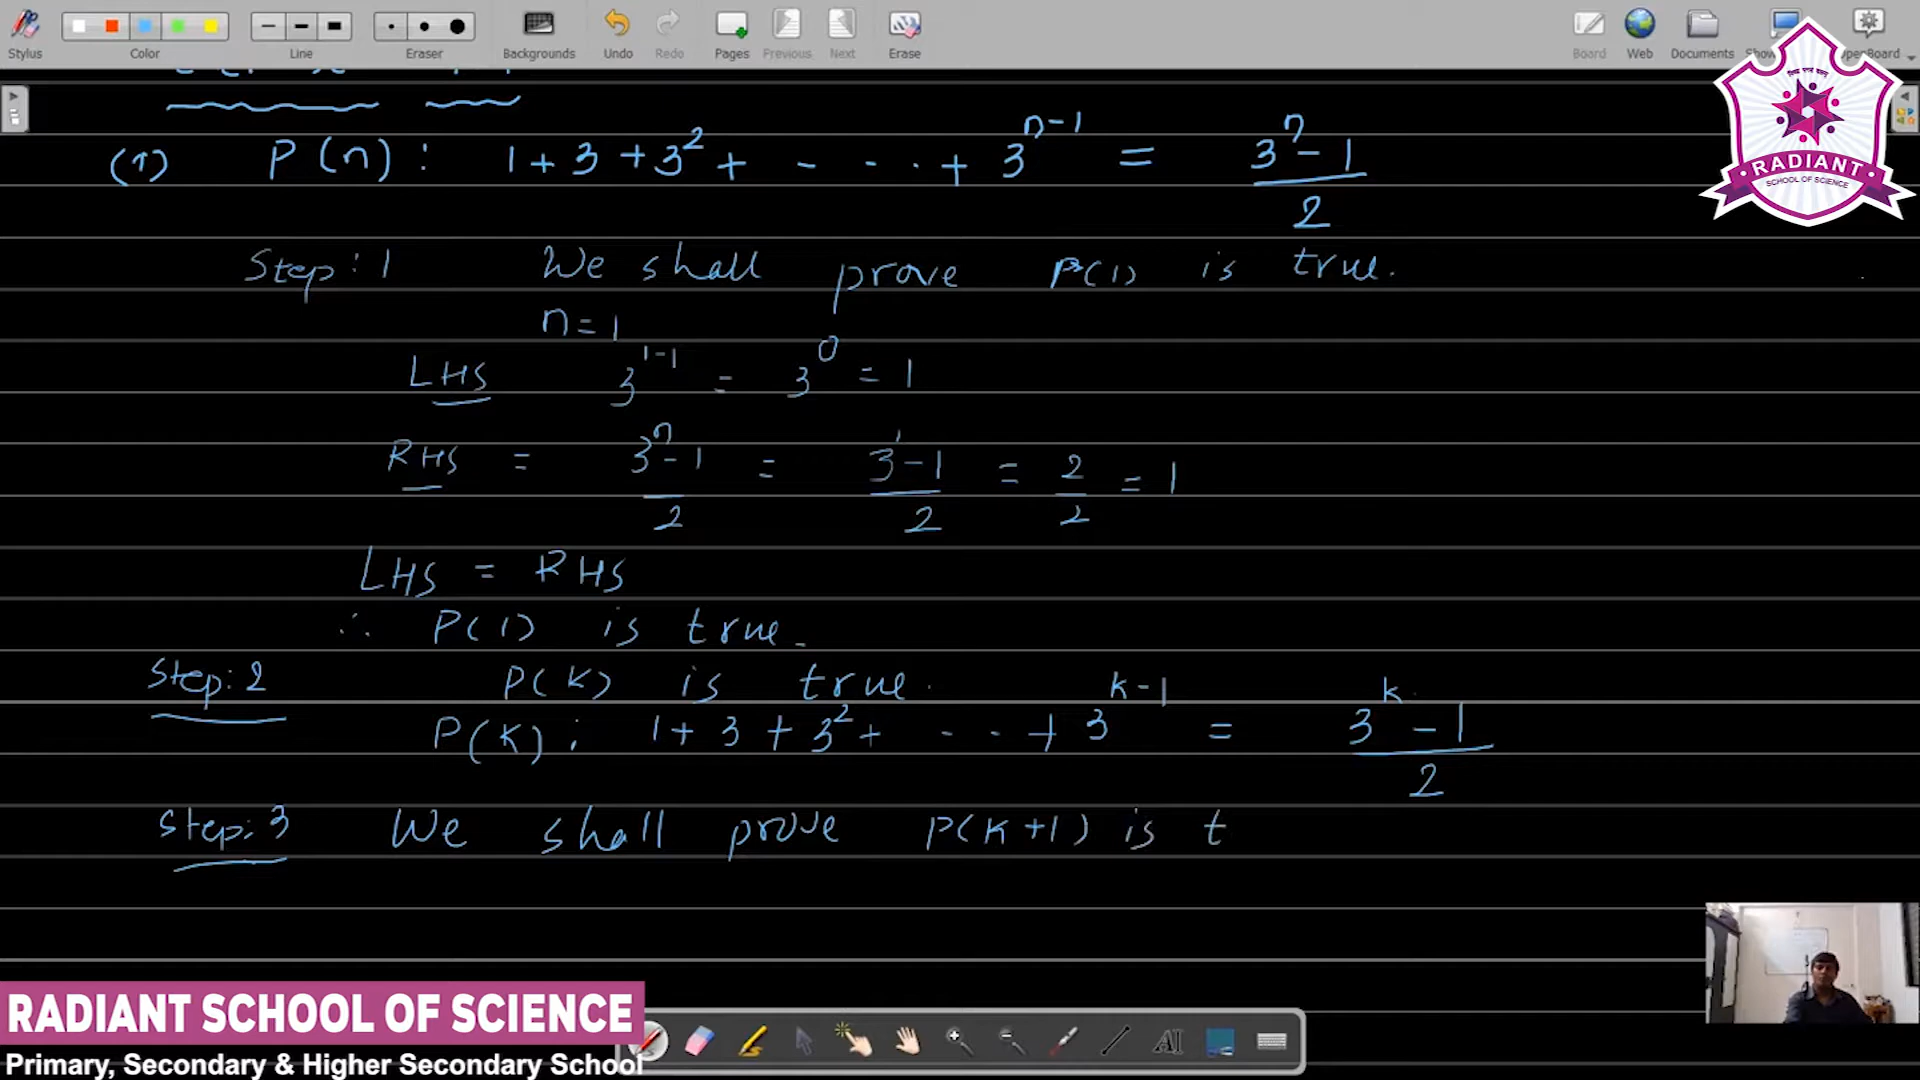 Stylus Color Line Eraser Backgrounds Undo Redo Pages Previous Next Erase Board Web Documents
RADIANT
SCHOOL OF SCIENCE
(1) P(n) : 1 + 3 + 3² + - - · + 3ⁿ⁻¹ = 3ⁿ - 1 / 2
Step : 1 We shall prove P(1) is true.
n = 1
LHS 3¹⁻¹ = 3⁰ = 1
RHS = 3ⁿ - 1 / 2 = 3¹ - 1 / 2 = 2 / 2 = 1
LHS = RHS
∴ P(1) is true.
Step: 2 P(k) is true.
P(k) : 1 + 3 + 3² + - - · + 3ᵏ⁻¹ = 3ᵏ - 1 / 2
Step: 3 We shall prove P(k+1) is t
RADIANT SCHOOL OF SCIENCE
Primary, Secondary & Higher Secondary School